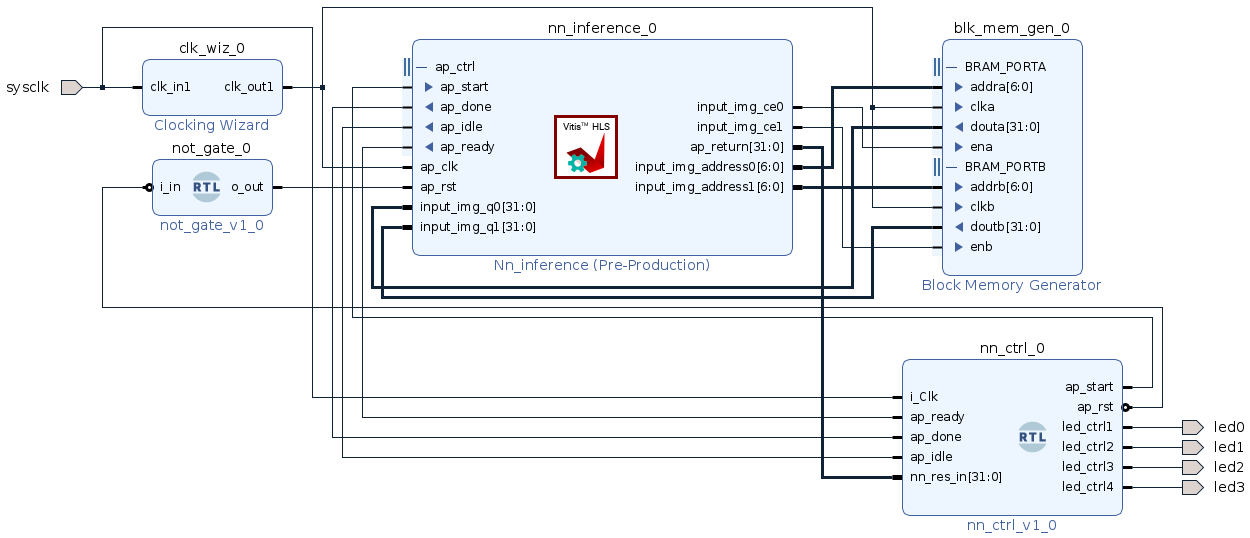 sysclk
clk_wiz_0
clk_in1
clk_out1
Clocking Wizard
not_gate_0
i_in
RTL
o_out
not_gate_v1_0
nn_inference_0
ap_ctrl
ap_start
ap_done
ap_idle
ap_ready
ap_clk
ap_rst
input_img_q0[31:0]
input_img_q1[31:0]
Vitis™ HLS
input_img_ce0
input_img_ce1
ap_return[31:0]
input_img_address0[6:0]
input_img_address1[6:0]
Nn_inference (Pre-Production)
blk_mem_gen_0
BRAM_PORTA
addra[6:0]
clka
douta[31:0]
ena
BRAM_PORTB
addrb[6:0]
clkb
doutb[31:0]
enb
Block Memory Generator
nn_ctrl_0
i_Clk
ap_ready
ap_done
ap_idle
nn_res_in[31:0]
RTL
ap_start
ap_rst
led_ctrl1
led_ctrl2
led_ctrl3
led_ctrl4
nn_ctrl_v1_0
led0
led1
led2
led3